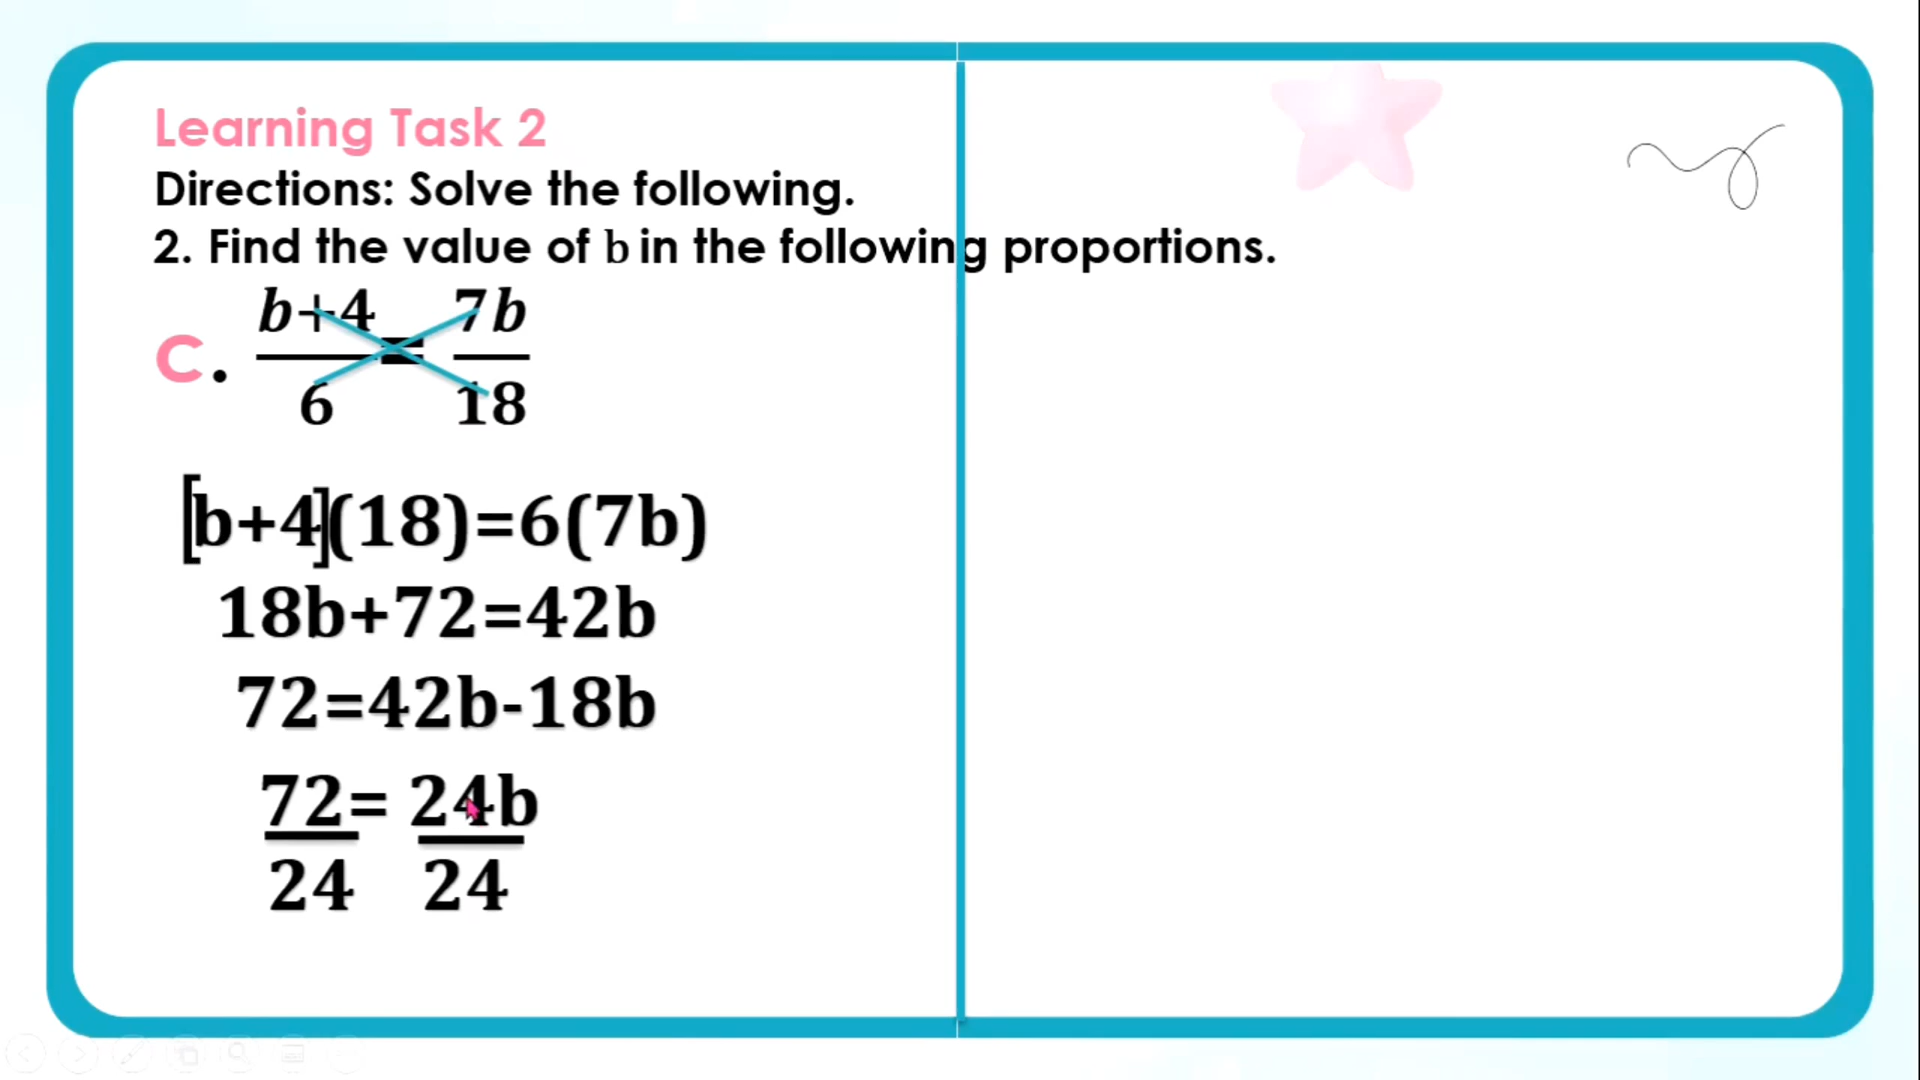 Learning Task 2
Directions: Solve the following.
2. Find the value of b in the following proportions.
C. b+4/6 = 7b/18
[b+4](18)=6(7b)
18b+72=42b
72=42b-18b
72= 24b
24 24